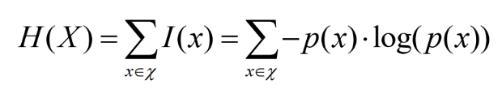 H(X) = ∑_{x∈χ} I(x) = ∑_{x∈χ} −p(x)·log(p(x))